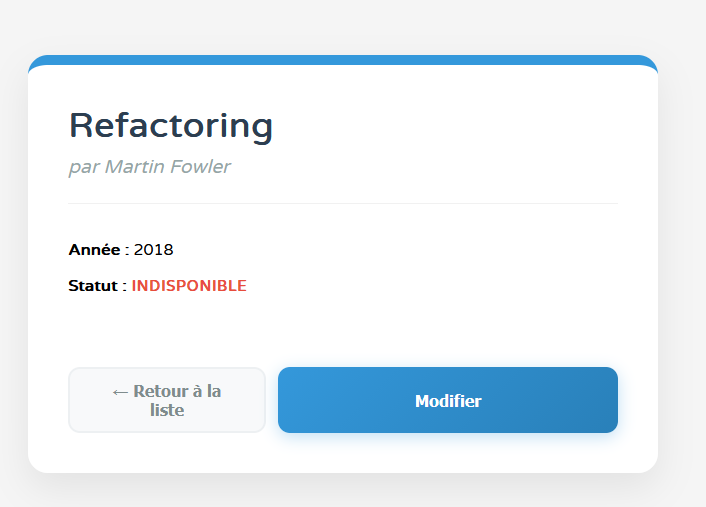 Refactoring
par Martin Fowler
Année : 2018
Statut : INDISPONIBLE
← Retour à la
liste
Modifier